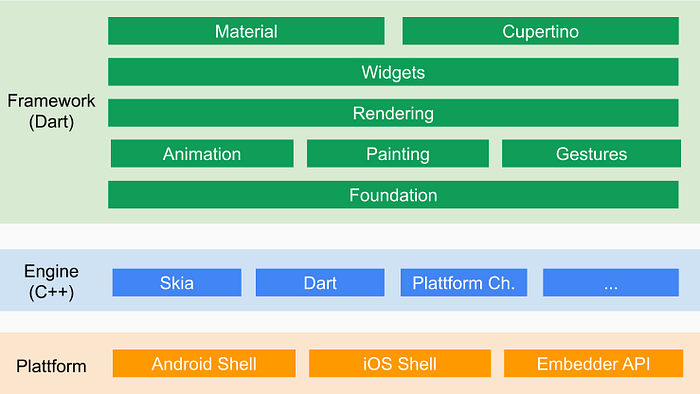 Material
Cupertino
Widgets
Framework
(Dart)
Rendering
Animation
Painting
Gestures
Foundation
Engine
(C++)
Skia
Dart
Plattform Ch.
...
Plattform
Android Shell
iOS Shell
Embedder API